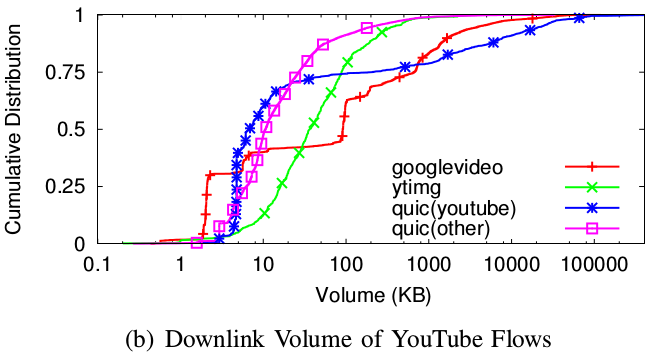 1
0.75
0.5
0.25
0
Cumulative Distribution
googlevideo
ytimg
quic(youtube)
quic(other)
0.1 1 10 100 1000 10000 100000
Volume (KB)
(b) Downlink Volume of YouTube Flows